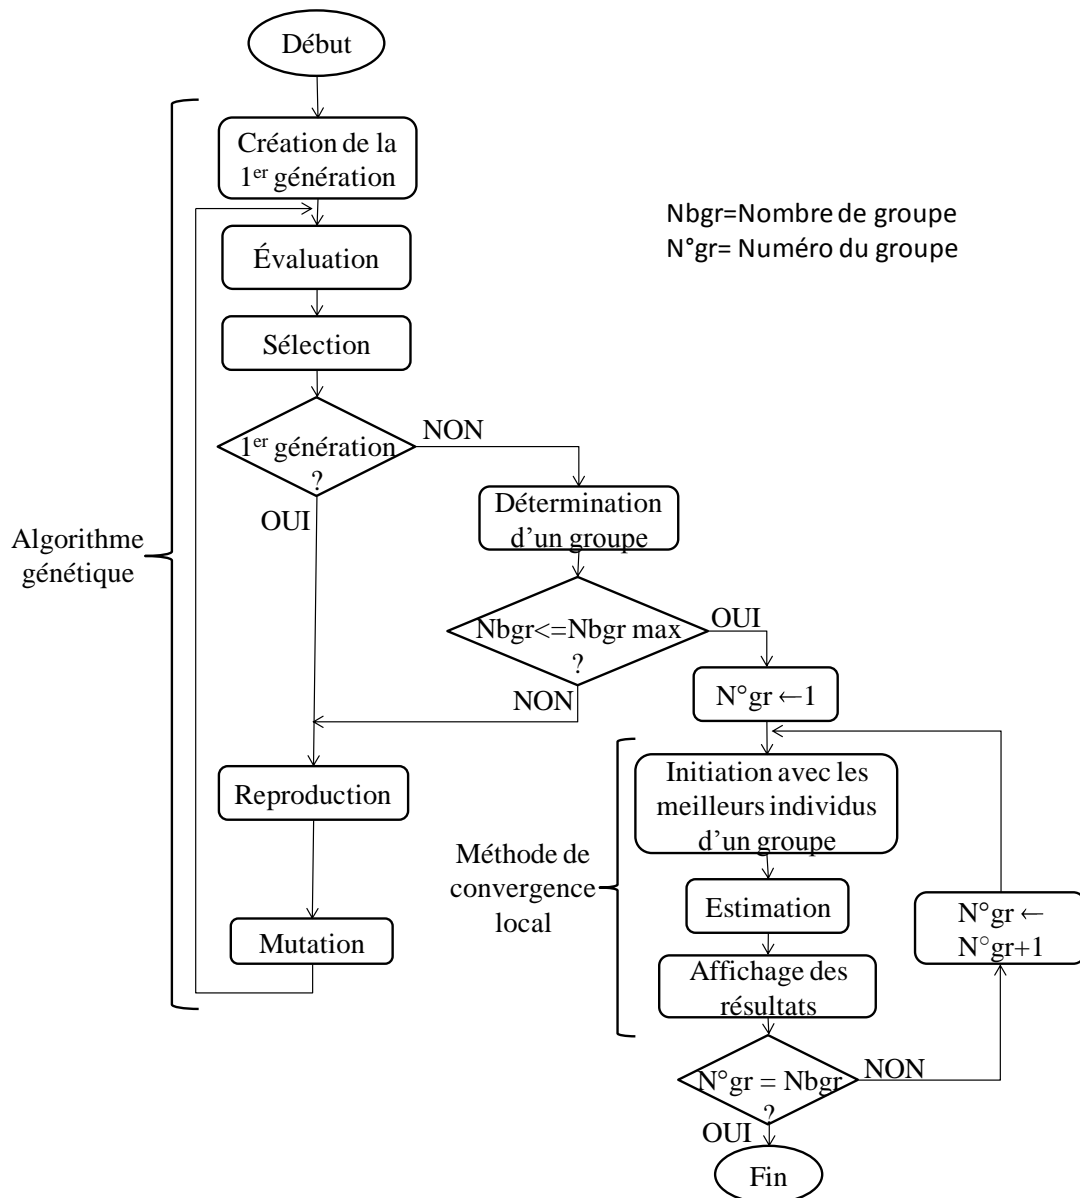 Début
Création de la
1er génération
Nbgr=Nombre de groupe
N°gr= Numéro du groupe
Évaluation
Sélection
1er génération
?
NON
OUI
Détermination
d'un groupe
Algorithme
génétique
Nbgr<=Nbgr max
?
OUI
NON
N°gr ←1
Reproduction
Mutation
Initiation avec les
meilleurs individus
d'un groupe
Méthode de
convergence
local
Estimation
Affichage des
résultats
N°gr ←
N°gr+1
N°gr = Nbgr
?
NON
OUI
Fin